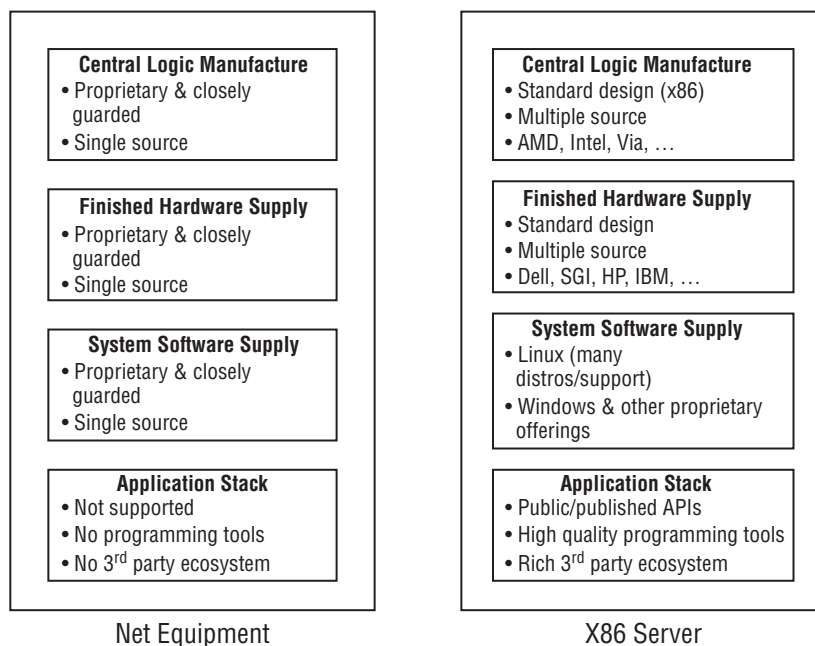 Central Logic Manufacture
• Proprietary & closely
guarded
• Single source
Finished Hardware Supply
• Proprietary & closely
guarded
• Single source
System Software Supply
• Proprietary & closely
guarded
• Single source
Application Stack
• Not supported
• No programming tools
• No 3rd party ecosystem
Net Equipment
Central Logic Manufacture
• Standard design (x86)
• Multiple source
• AMD, Intel, Via, …
Finished Hardware Supply
• Standard design
• Multiple source
• Dell, SGI, HP, IBM, …
System Software Supply
• Linux (many
distros/support)
• Windows & other proprietary
offerings
Application Stack
• Public/published APIs
• High quality programming tools
• Rich 3rd party ecosystem
X86 Server